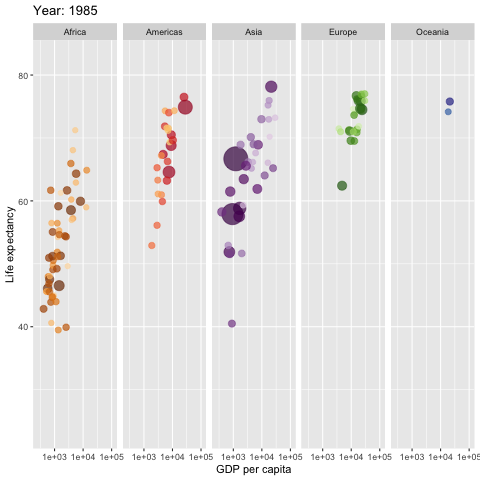 Year: 1985
Africa Americas Asia Europe Oceania
80
60
40
Life expectancy
1e+03 1e+04 1e+05 1e+03 1e+04 1e+05 1e+03 1e+04 1e+05 1e+03 1e+04 1e+05 1e+03 1e+04 1e+05
GDP per capita